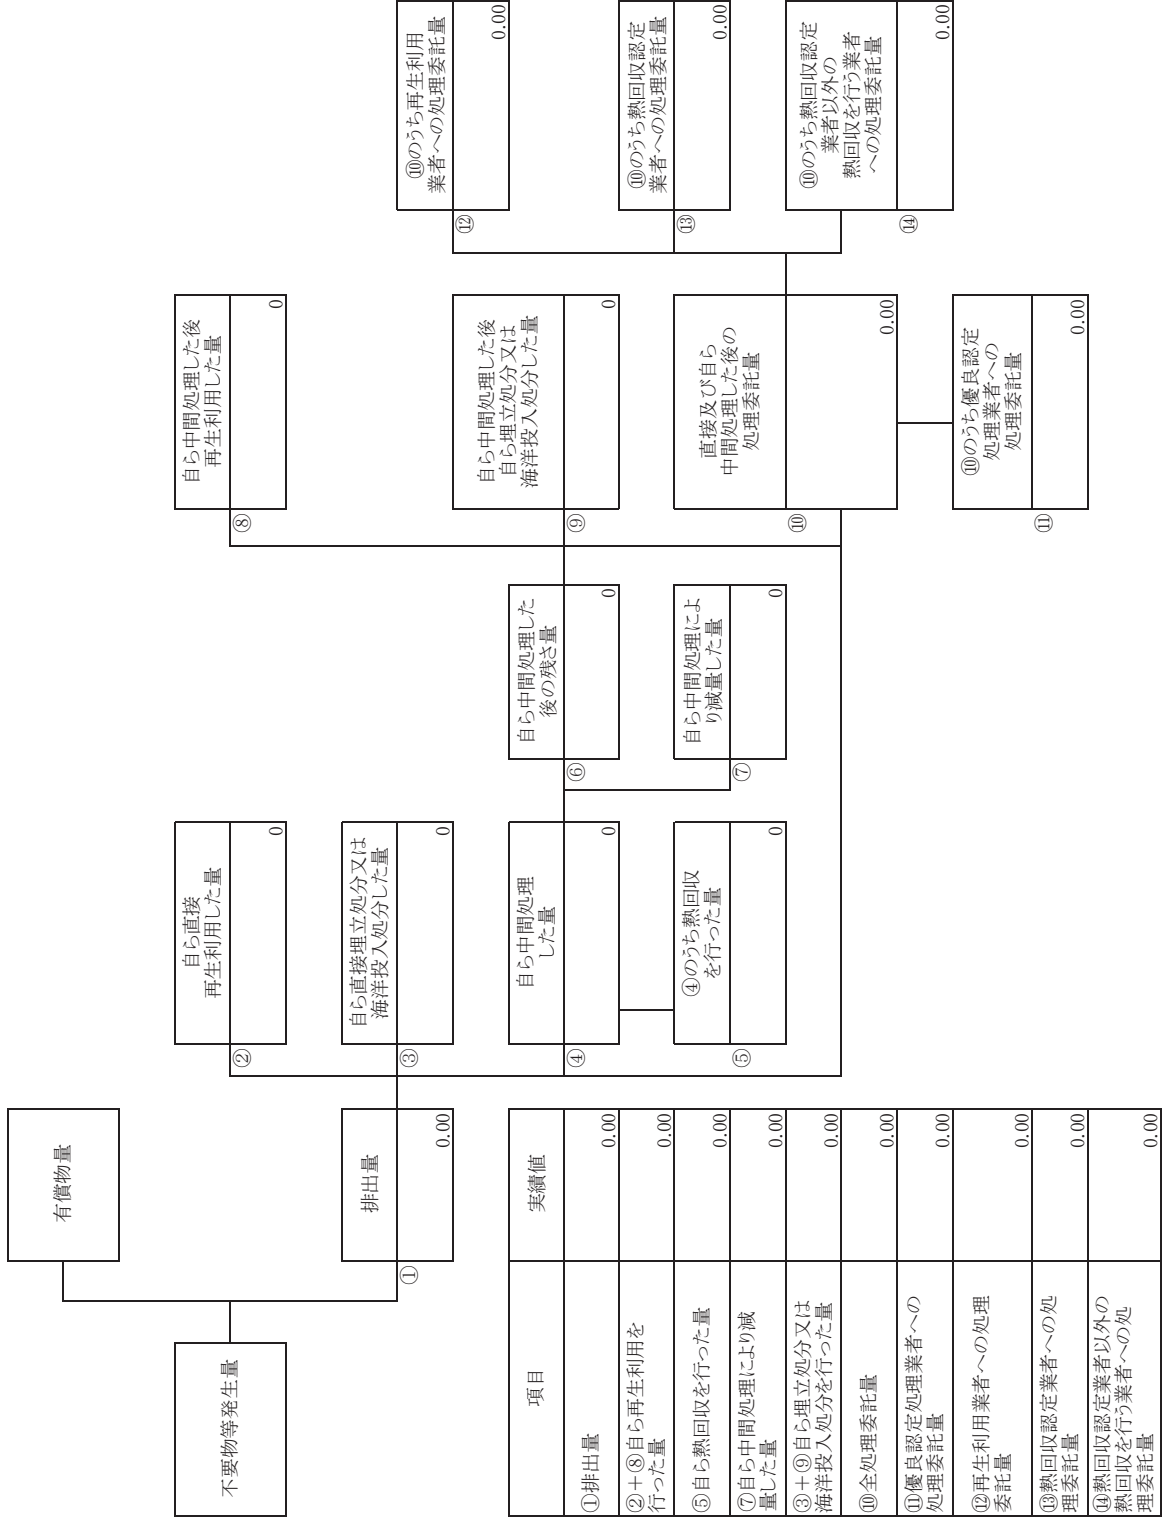 有償物量
不要物等発生量
①
排出量
0.00
②
自ら直接
再生利用した量
0
③
自ら直接埋立処分又は
海洋投入処分した量
0
④
自ら中間処理
した量
0
⑤
④のうち熱回収
を行った量
0
⑥
自ら中間処理した
後の残さ量
0
⑦
自ら中間処理によ
り減量した量
0
⑧
自ら中間処理した後
再生利用した量
0
⑨
自ら中間処理した後
自ら埋立処分又は
海洋投入処分した量
0
⑩
直接及び自ら
中間処理した後の
処理委託量
0.00
⑪
⑩のうち優良認定
処理業者への
処理委託量
0.00
⑫
⑩のうち再生利用
業者への処理委託量
0.00
⑬
⑩のうち熱回収認定
業者への処理委託量
0.00
⑭
⑩のうち熱回収認定
業者以外の
熱回収を行う業者
への処理委託量
0.00
項目
実績値
①排出量
0.00
②+⑧自ら再生利用を
行った量
0.00
⑤自ら熱回収を行った量
0.00
⑦自ら中間処理により減
量した量
0.00
③+⑨自ら埋立処分又は
海洋投入処分を行った量
0.00
⑩全処理委託量
0.00
⑪優良認定処理業者への
処理委託量
0.00
⑫再生利用業者への処理
委託量
0.00
⑬熱回収認定業者への処
理委託量
0.00
⑭熱回収認定業者以外の
熱回収を行う業者への処
理委託量
0.00